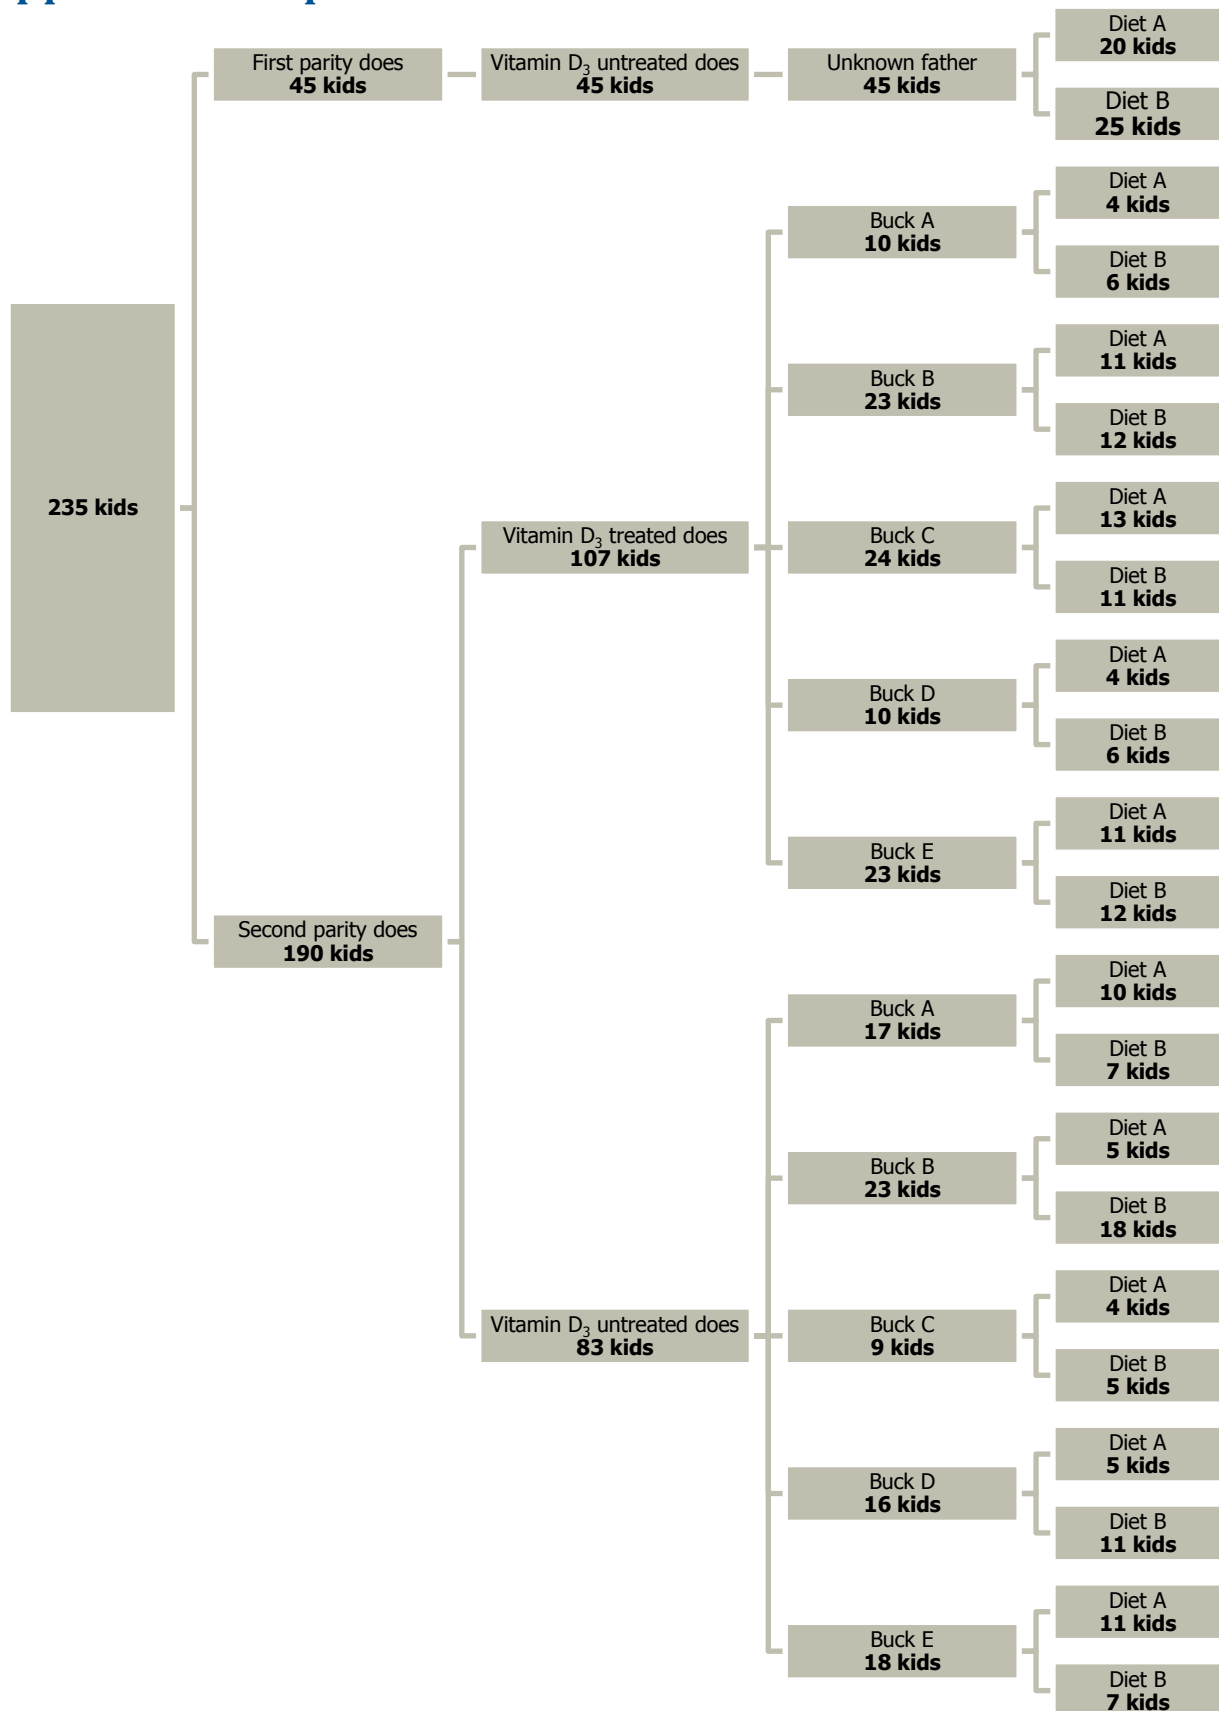 235 kids
First parity does
45 kids
Vitamin D₃ untreated does
45 kids
Unknown father
45 kids
Diet A
20 kids
Diet B
25 kids
Second parity does
190 kids
Vitamin D₃ treated does
107 kids
Buck A
10 kids
Diet A
4 kids
Diet B
6 kids
Buck B
23 kids
Diet A
11 kids
Diet B
12 kids
Buck C
24 kids
Diet A
13 kids
Diet B
11 kids
Buck D
10 kids
Diet A
4 kids
Diet B
6 kids
Buck E
23 kids
Diet A
11 kids
Diet B
12 kids
Vitamin D₃ untreated does
83 kids
Buck A
17 kids
Diet A
10 kids
Diet B
7 kids
Buck B
23 kids
Diet A
5 kids
Diet B
18 kids
Buck C
9 kids
Diet A
4 kids
Diet B
5 kids
Buck D
16 kids
Diet A
5 kids
Diet B
11 kids
Buck E
18 kids
Diet A
11 kids
Diet B
7 kids